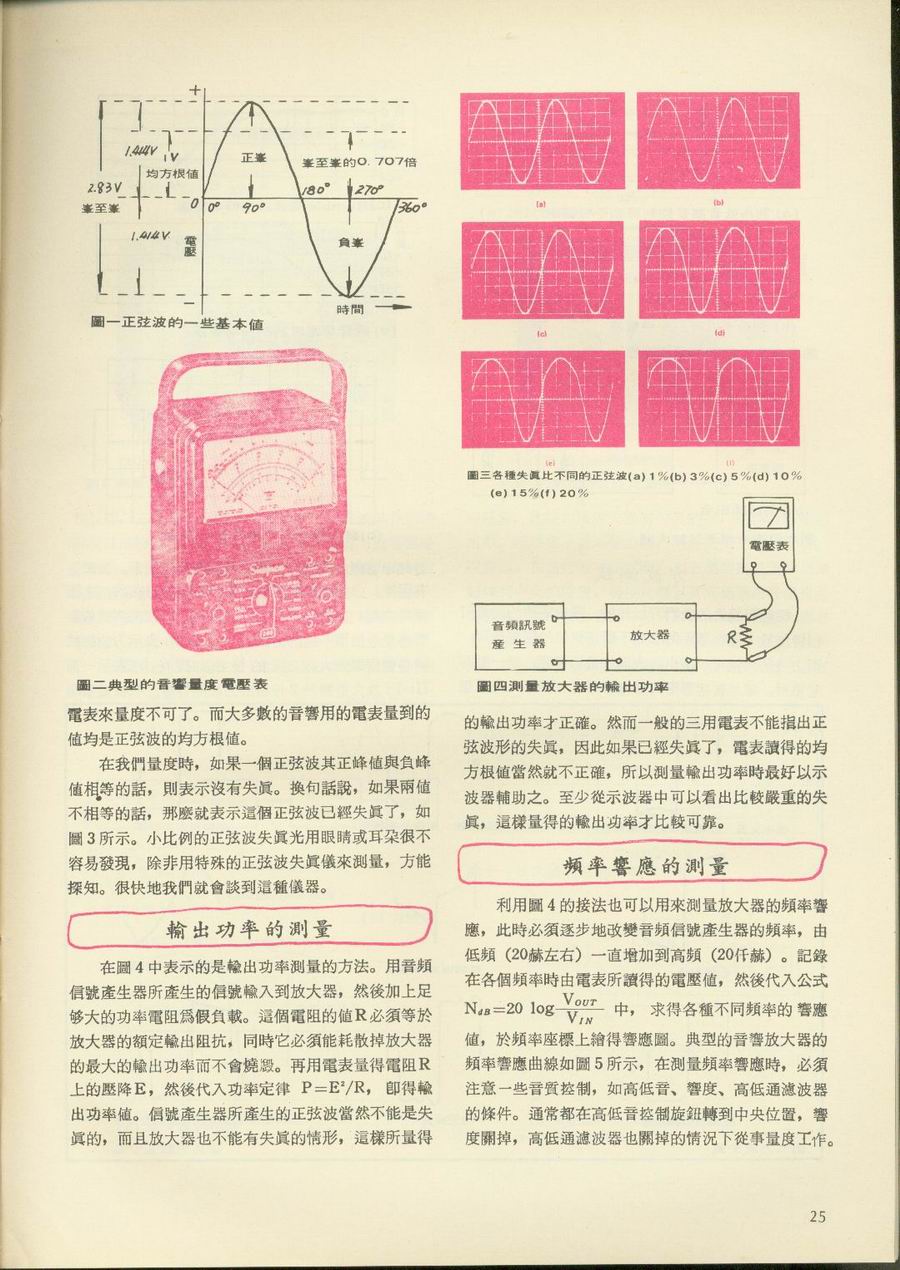 +
1.414V
1V
均方根值
正峯
峯至峯的0.707倍
2.83V
峯至峯
0
0°
90°
180°
270°
360°
1.414V
電壓
負峯
−
時間
圖一正弦波的一些基本値
圖二典型的音響量度電壓表
電表來量度不可了。而大多數的音響用的電表量到的
値均是正弦波的均方根値。
在我們量度時，如果一個正弦波其正峰値與負峰
値相等的話，則表示沒有失眞。換句話說，如果兩値
不相等的話，那麼就表示這個正弦波已經失眞了，如
圖3所示。小比例的正弦波失眞光用眼睛或耳朶很不
容易發現，除非用特殊的正弦波失眞儀來測量，方能
探知。很快地我們就會談到這種儀器。
輸出功率的測量
在圖4中表示的是輸出功率測量的方法。用音頻
信號產生器所產生的信號輸入到放大器，然後加上足
够大的功率電阻爲假負載。這個電阻的値R必須等於
放大器的額定輸出阻抗，同時它必須能耗散掉放大器
的最大的輸出功率而不會燒燬。再用電表量得電阻R
上的壓降E，然後代入功率定律 P=E²/R， 卽得輸
出功率値。信號產生器所產生的正弦波當然不能是失
眞的，而且放大器也不能有失眞的情形，這樣所量得
(a)
(b)
(c)
(d)
(e)
(f)
圖三各種失眞比不同的正弦波(a)1%(b)3%(c)5%(d)10%
(e)15%(f)20%
電壓表
音頻訊號
產生器
放大器
R
圖四測量放大器的輸出功率
的輸出功率才正確。然而一般的三用電表不能指出正
弦波形的失眞，因此如果已經失眞了，電表讀得的均
方根値當然就不正確，所以測量輸出功率時最好以示
波器輔助之。至少從示波器中可以看出比較嚴重的失
眞，這樣量得的輸出功率才比較可靠。
頻率響應的測量
利用圖4的接法也可以用來測量放大器的頻率響
應，此時必須逐步地改變音頻信號產生器的頻率，由
低頻（20赫左右）一直增加到高頻（20仟赫）。記錄
在各個頻率時由電表所讀得的電壓値，然後代入公式
N_dB=20 log V_OUT/V_IN 中， 求得各種不同頻率的響應
値，於頻率座標上繪得響應圖。典型的音響放大器的
頻率響應曲線如圖5所示，在測量頻率響應時，必須
注意一些音質控制，如高低音、響度、高低通濾波器
的條件。通常都在高低音控制旋鈕轉到中央位置，響
度關掉，高低通濾波器也關掉的情況下從事量度工作。
25